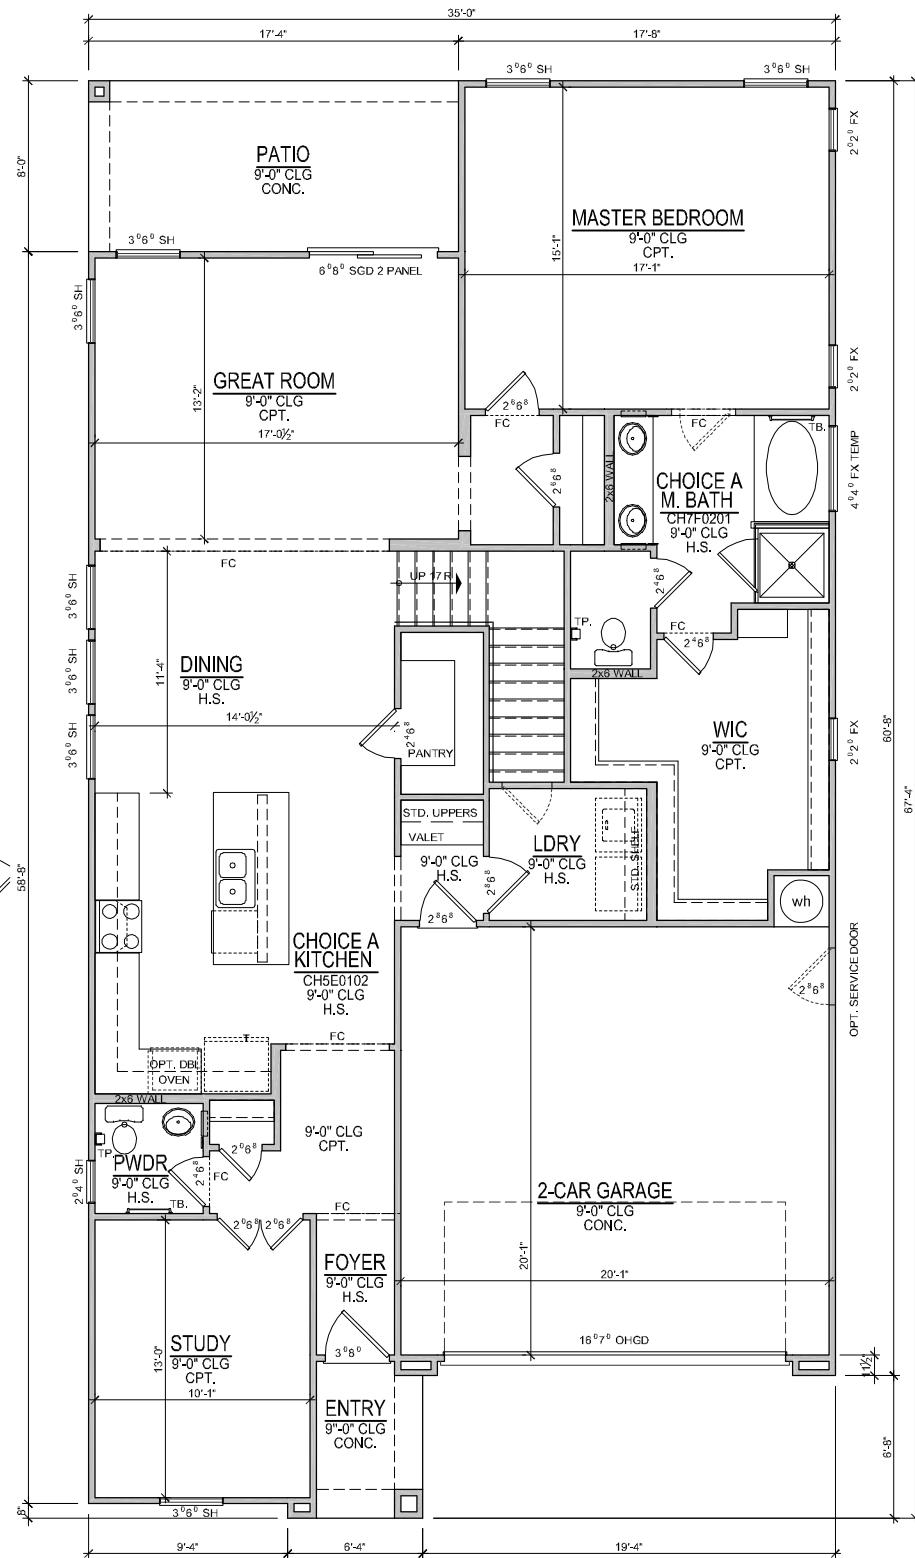 35'-0"
17'-4"
17'-8"
3⁰6⁰ SH
3⁰6⁰ SH
2⁰2⁰ FX
8'-0"
PATIO
9'-0" CLG
CONC.
MASTER BEDROOM
9'-0" CLG
CPT.
15'-1"
17'-1"
3⁰6⁰ SH
6⁰8⁰ SGD 2 PANEL
3⁰6⁰ SH
2⁰2⁰ FX
GREAT ROOM
9'-0" CLG
CPT.
13'-2"
17'-0½"
2⁶6⁸
FC
FC
TB.
4⁰4⁰ FX TEMP
2⁶6⁸
2x6 WALL
CHOICE A
M. BATH
CH7F0201
9'-0" CLG
H.S.
FC
UP 17R
3⁰6⁰ SH
2⁴6⁸
TP.
FC
2⁴6⁸
2x6 WALL
DINING
9'-0" CLG
H.S.
11'-4"
3⁰6⁰ SH
14'-0½"
2⁴6⁸
PANTRY
3⁰6⁰ SH
WIC
9'-0" CLG
CPT.
2⁰2⁰ FX
60'-8"
67'-4"
58'-8"
STD. UPPERS
VALET
9'-0" CLG
H.S.
2⁸6⁸
2⁸6⁸
LDRY
9'-0" CLG
H.S.
STD. SHELF
wh
CHOICE A
KITCHEN
CH5E0102
9'-0" CLG
H.S.
OPT. SERVICE DOOR
2⁸6⁸
FC
OPT. DBL
OVEN
2x6 WALL
9'-0" CLG
CPT.
2⁰6⁸
TP.
PWDR
9'-0" CLG
H.S.
2⁴6⁸
FC
TB.
2⁰4⁰ SH
2⁰6⁸ 2⁰6⁸
FC
2-CAR GARAGE
9'-0" CLG
CONC.
20'-1"
20'-1"
FOYER
9'-0" CLG
H.S.
3⁰8⁰
16⁰7⁰ OHGD
11½"
STUDY
9'-0" CLG
CPT.
13'-0"
10'-1"
ENTRY
9"-0" CLG
CONC.
6'-8"
8"
3⁰6⁰ SH
9'-4"
6'-4"
19'-4"